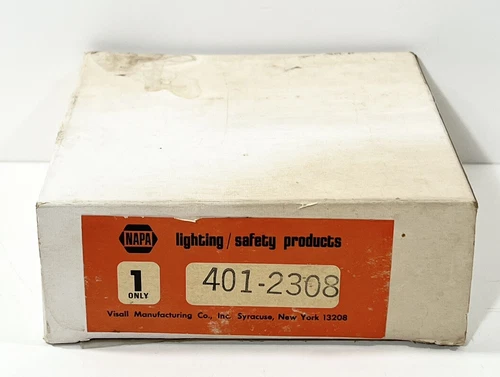 NAPA lighting/safety products
1 ONLY
401-2308
Visall Manufacturing Co., Inc. Syracuse, New York 13208